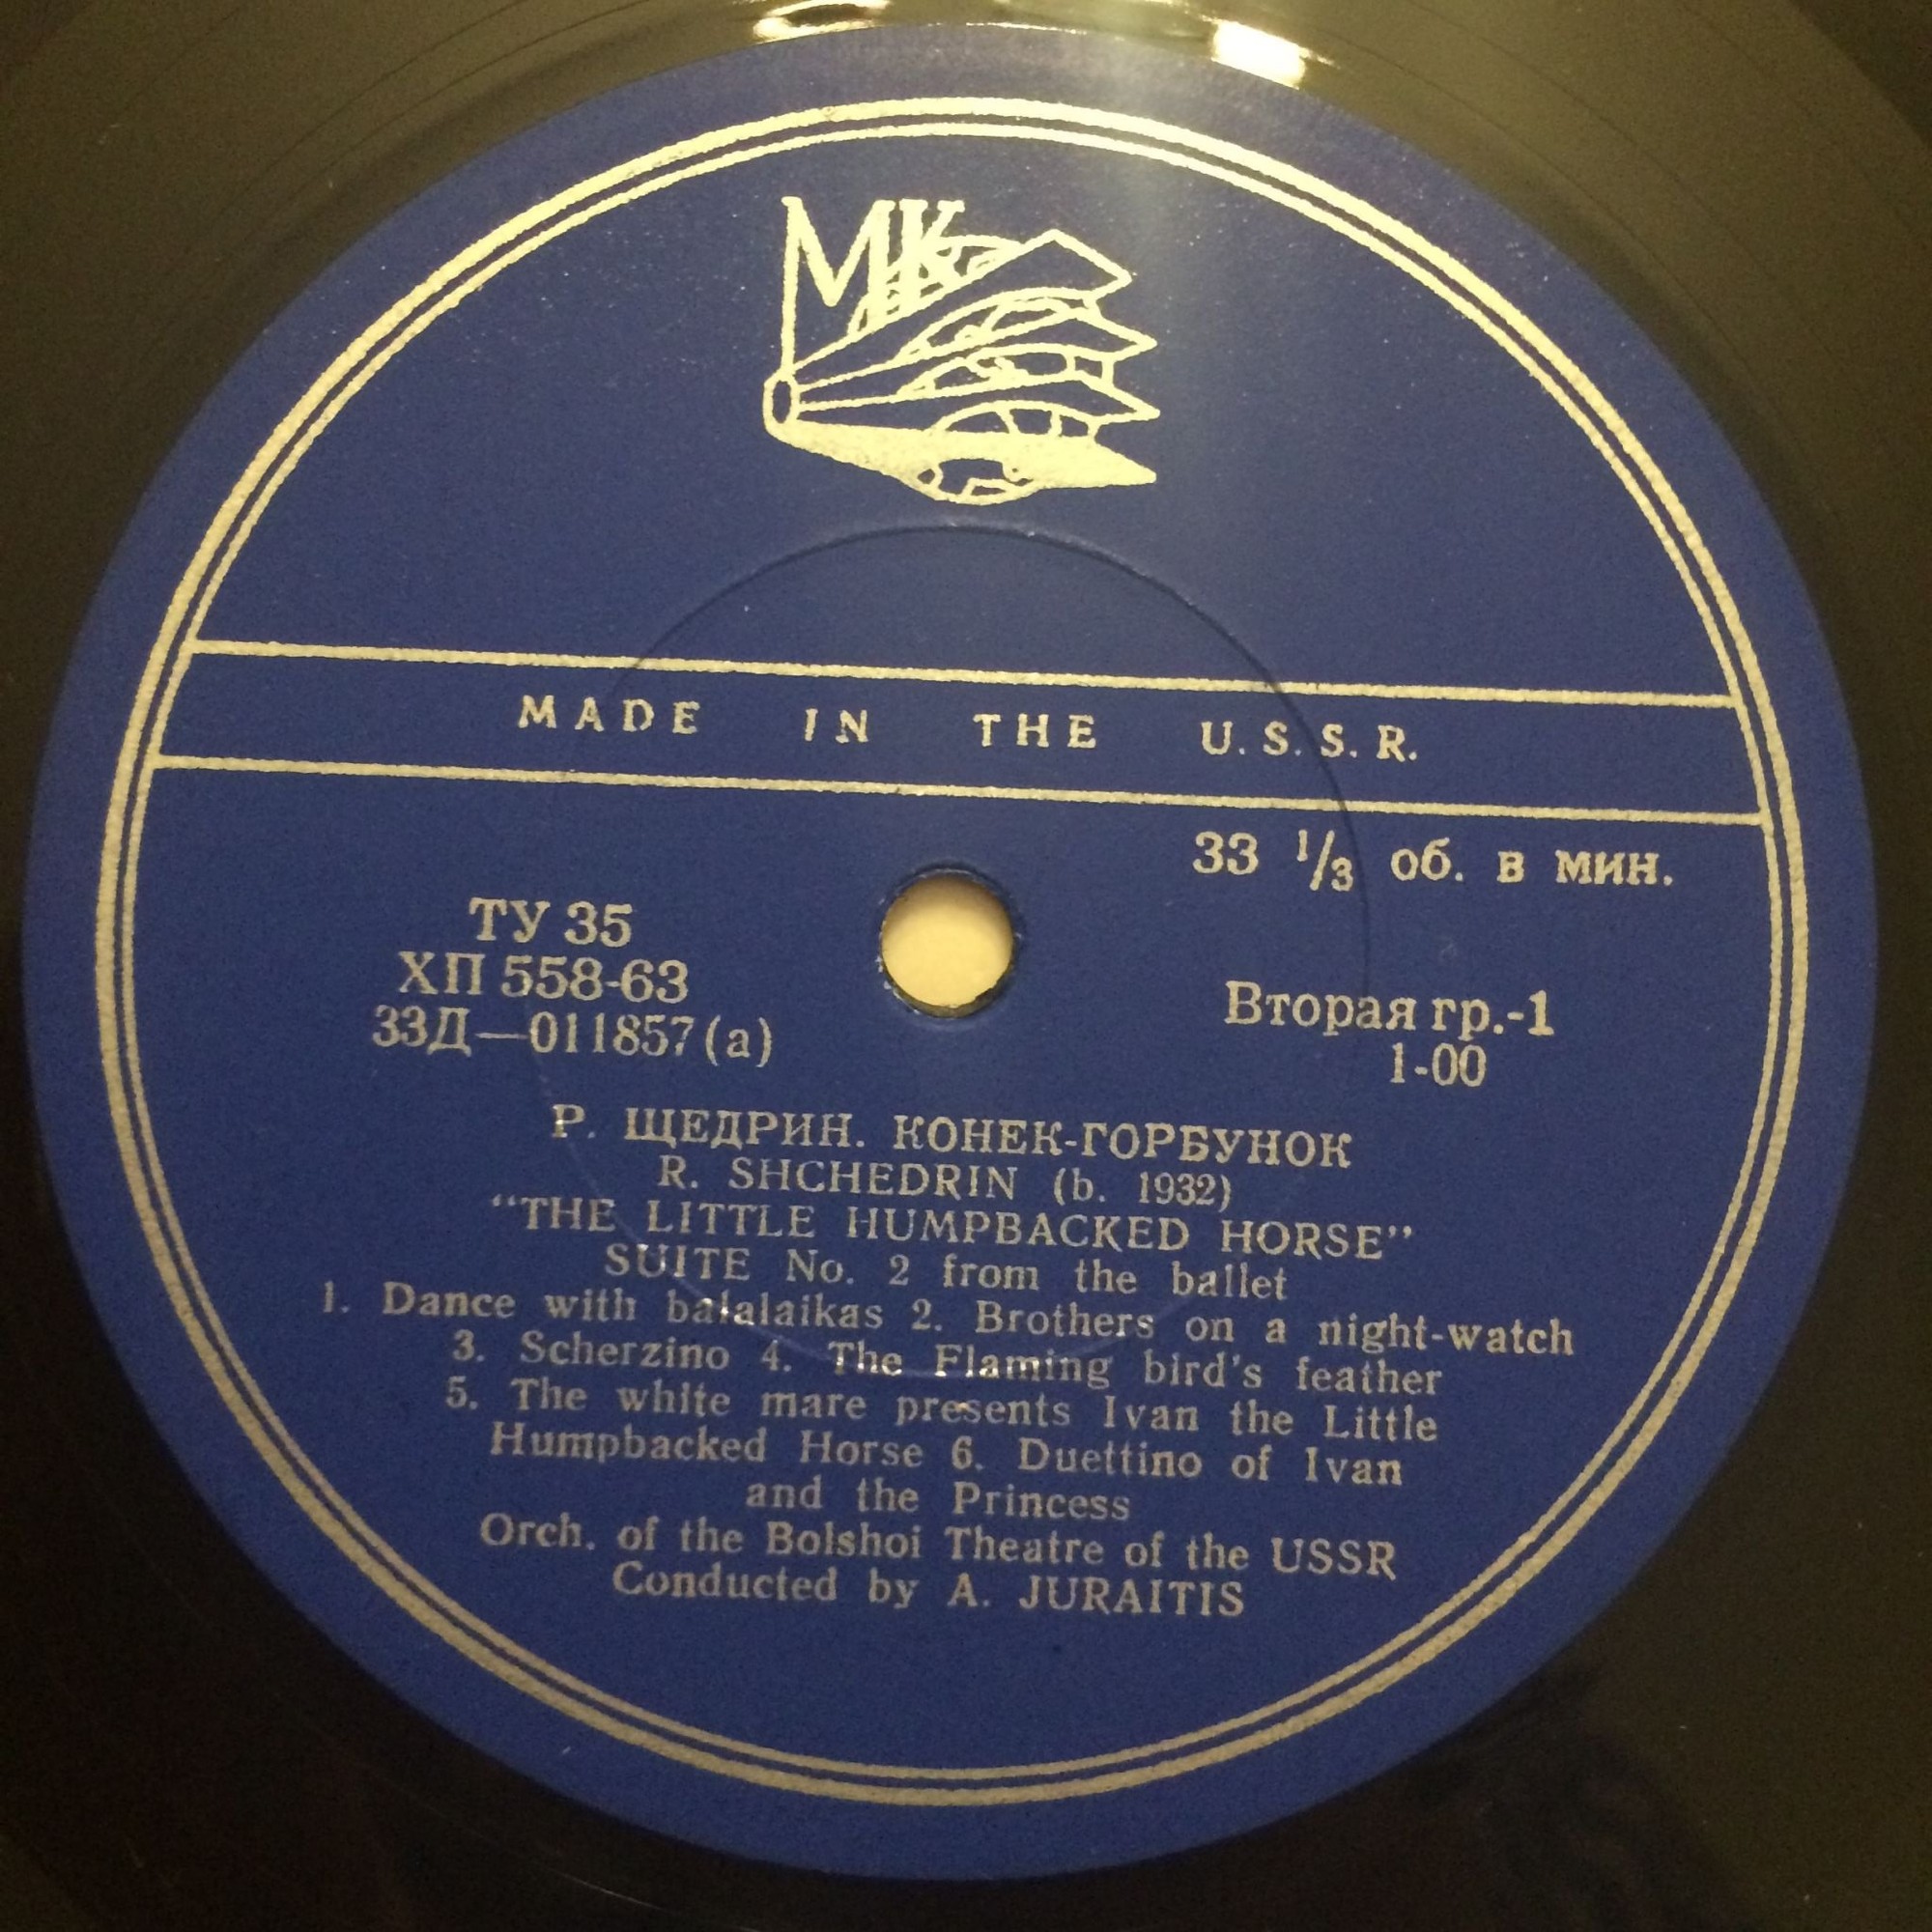 МК
MADE IN THE U.S.S.R.
33 1/3 об. в мин.
ТУ 35
ХП 558-63
33Д—011857(а)
Вторая гр.-1
1-00
Р. ЩЕДРИН. КОНЕК-ГОРБУНОК
R. SHCHEDRIN (b. 1932)
“THE LITTLE HUMPBACKED HORSE”
SUITE No. 2 from the ballet
1. Dance with balalaikas 2. Brothers on a night-watch
3. Scherzino 4. The Flaming bird's feather
5. The white mare presents Ivan the Little
Humpbacked Horse 6. Duettino of Ivan
and the Princess
Orch. of the Bolshoi Theatre of the USSR
Conducted by A. JURAITIS